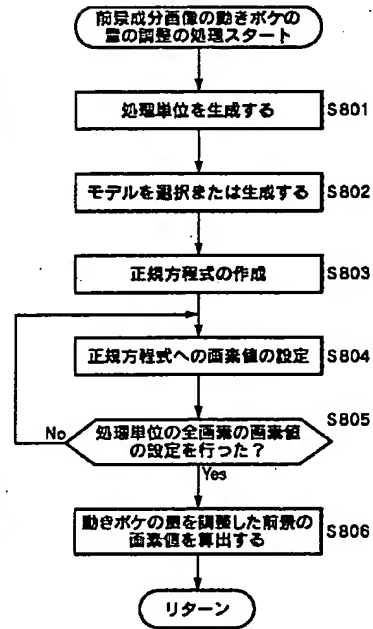 前景成分画像の動きボケの
量の調整の処理スタート
処理単位を生成する S801
モデルを選択または生成する S802
正規方程式の作成 S803
正規方程式への画素値の設定 S804
S805
No 処理単位の全画素の画素値
の設定を行った?
Yes
動きボケの量を調整した前景の
画素値を算出する S806
リターン